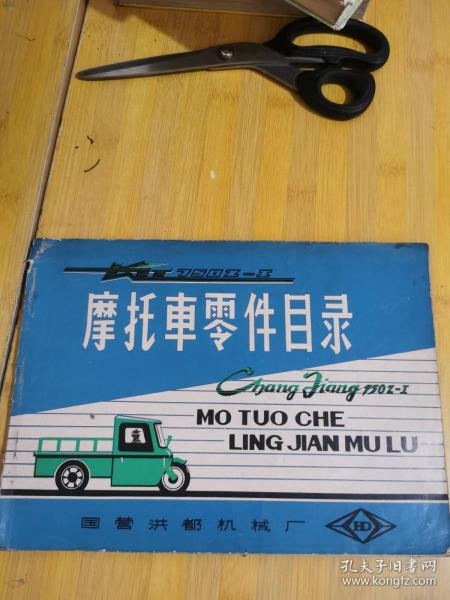 长江750Z-I
摩托車零件目录
Chang Jiang 750Z-I
MO TUO CHE
LING JIAN MU LU
国营洪都机械厂
HD
孔夫子旧书网
www.kongfz.com